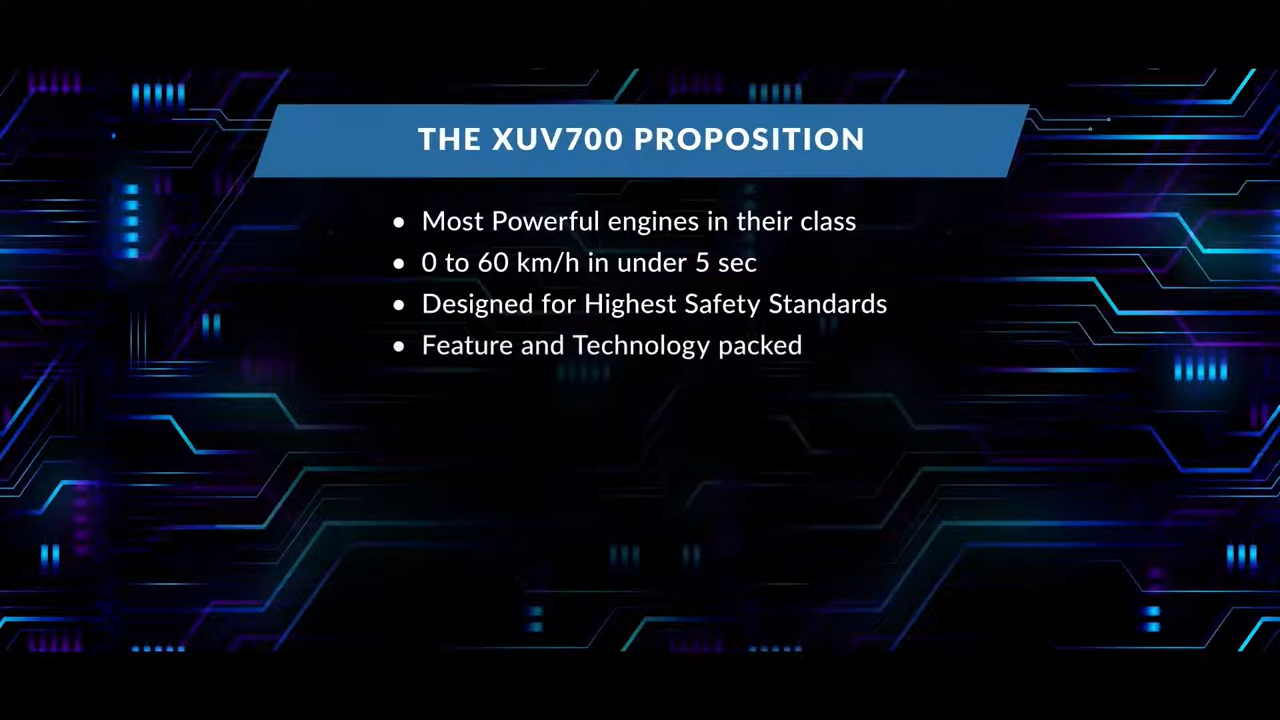 THE XUV700 PROPOSITION
• Most Powerful engines in their class
• 0 to 60 km/h in under 5 sec
• Designed for Highest Safety Standards
• Feature and Technology packed